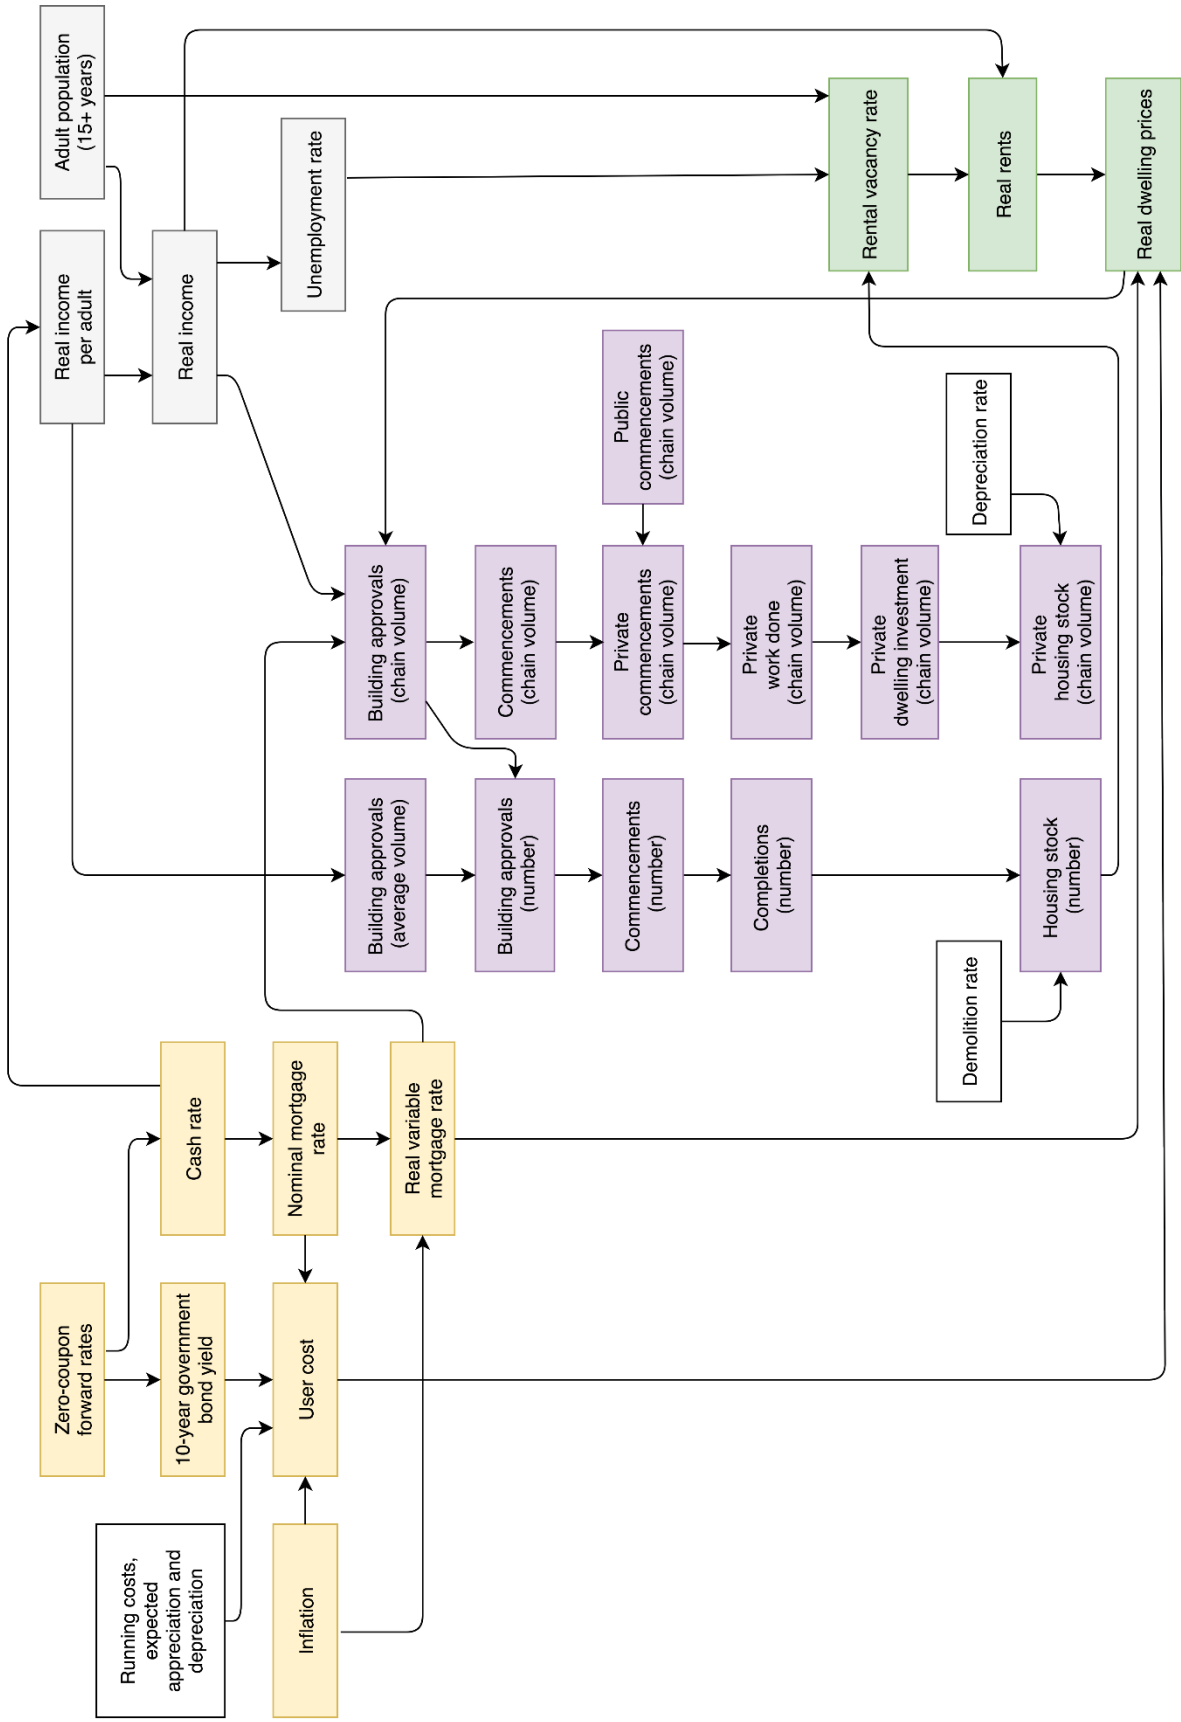 Running costs,
expected
appreciation and
depreciation
Zero-coupon
forward rates
Real income
per adult
Adult population
(15+ years)
10-year government
bond yield
Cash rate
Real income
Inflation
User cost
Nominal mortgage
rate
Unemployment rate
Real variable
mortgage rate
Building approvals
(average volume)
Building approvals
(chain volume)
Building approvals
(number)
Commencements
(chain volume)
Commencements
(number)
Private
commencements
(chain volume)
Public
commencements
(chain volume)
Completions
(number)
Private
work done
(chain volume)
Rental vacancy rate
Private
dwelling investment
(chain volume)
Demolition rate
Depreciation rate
Real rents
Housing stock
(number)
Private
housing stock
(chain volume)
Real dwelling prices